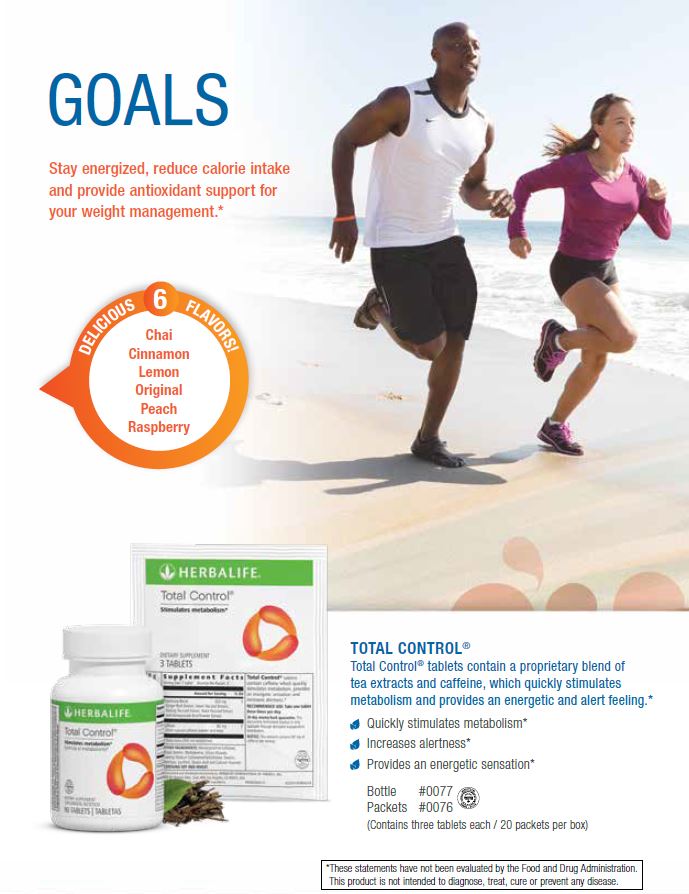 GOALS
Stay energized, reduce calorie intake
and provide antioxidant support for
your weight management.*
DELICIOUS 6 FLAVORS!
Chai
Cinnamon
Lemon
Original
Peach
Raspberry
HERBALIFE
Total Control®
Stimulates metabolism*
DIETARY SUPPLEMENT
3 TABLETS
Supplement Facts
HERBALIFE
Total Control®
Stimulates metabolism*
90 TABLETS | TABLETAS
TOTAL CONTROL®
Total Control® tablets contain a proprietary blend of
tea extracts and caffeine, which quickly stimulates
metabolism and provides an energetic and alert feeling.*
Quickly stimulates metabolism*
Increases alertness*
Provides an energetic sensation*
Bottle #0077
Packets #0076
(Contains three tablets each / 20 packets per box)
*These statements have not been evaluated by the Food and Drug Administration.
This product is not intended to diagnose, treat, cure or prevent any disease.